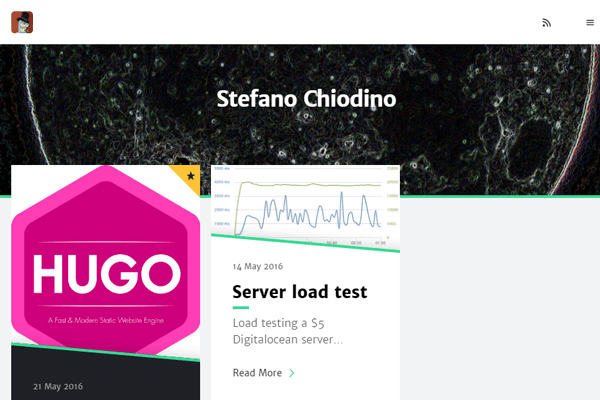 Stefano Chiodino
HUGO
A Fast & Modern Static Website Engine
21 May 2016
14 May 2016
Server load test
Load testing a $5
Digitalocean server...
Read More